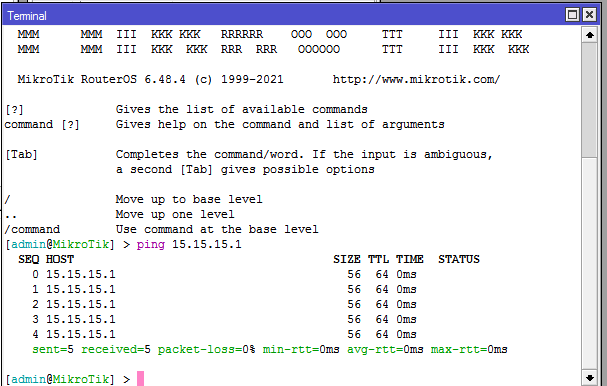 Terminal
MMM MMM III KKK KKK RRRRRR OOO OOO TTT III KKK KKK
MMM MMM III KKK KKK RRR RRR OOOOOO TTT III KKK KKK
MikroTik RouterOS 6.48.4 (c) 1999-2021 http://www.mikrotik.com/
[?] Gives the list of available commands
command [?] Gives help on the command and list of arguments
[Tab] Completes the command/word. If the input is ambiguous,
a second [Tab] gives possible options
/ Move up to base level
.. Move up one level
/command Use command at the base level
[admin@MikroTik] > ping 15.15.15.1
SEQ HOST SIZE TTL TIME STATUS
0 15.15.15.1 56 64 0ms
1 15.15.15.1 56 64 0ms
2 15.15.15.1 56 64 0ms
3 15.15.15.1 56 64 0ms
4 15.15.15.1 56 64 0ms
sent=5 received=5 packet-loss=0% min-rtt=0ms avg-rtt=0ms max-rtt=0ms
[admin@MikroTik] >